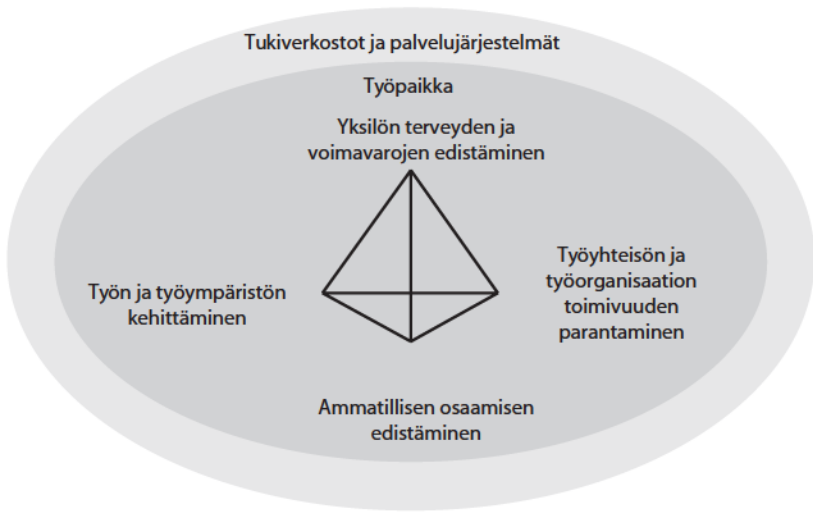 Tukiverkostot ja palvelujärjestelmät
Työpaikka
Yksilön terveyden ja
voimavarojen edistäminen
Työn ja työympäristön
kehittäminen
Työyhteisön ja
työorganisaation
toimivuuden
parantaminen
Ammatillisen osaamisen
edistäminen